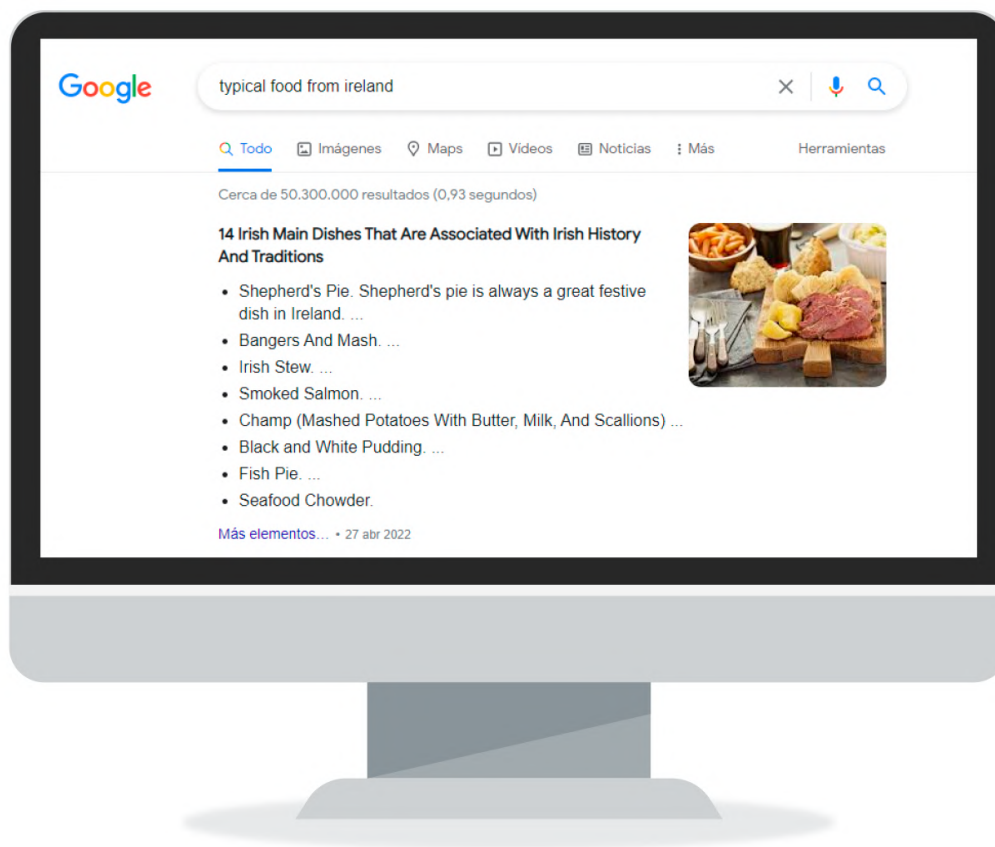 Google
typical food from ireland
Todo Imágenes Maps Vídeos Noticias Más Herramientas
Cerca de 50.300.000 resultados (0,93 segundos)
14 Irish Main Dishes That Are Associated With Irish History
And Traditions
• Shepherd's Pie. Shepherd's pie is always a great festive
dish in Ireland. ...
• Bangers And Mash. ...
• Irish Stew. ...
• Smoked Salmon. ...
• Champ (Mashed Potatoes With Butter, Milk, And Scallions) ...
• Black and White Pudding. ...
• Fish Pie. ...
• Seafood Chowder.
Más elementos... • 27 abr 2022